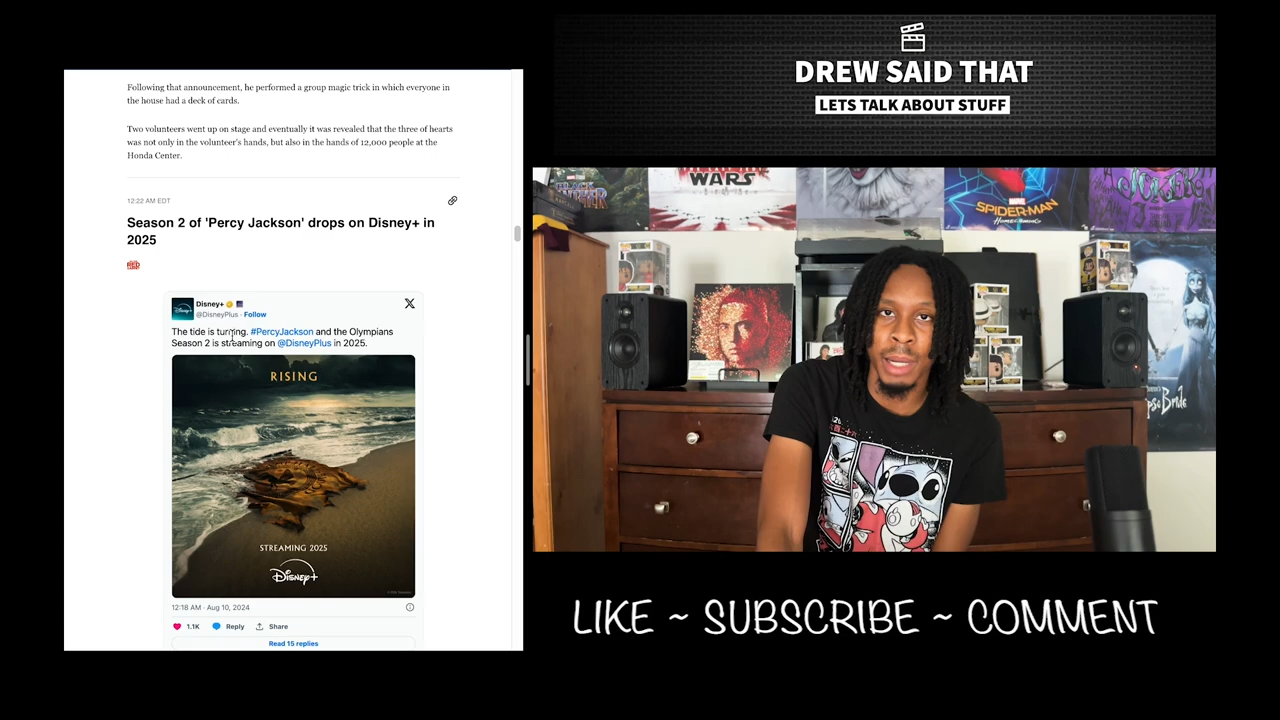 Following that announcement, he performed a group magic trick in which everyone in
the house had a deck of cards.
Two volunteers went up on stage and eventually it was revealed that the three of hearts
was not only in the volunteer's hands, but also in the hands of 12,000 people at the
Honda Center.
12:22 AM EDT
Season 2 of 'Percy Jackson' drops on Disney+ in
2025
Disney+
@DisneyPlus · Follow
The tide is turning. #PercyJackson and the Olympians
Season 2 is streaming on @DisneyPlus in 2025.
RISING
STREAMING 2025
Disney+
12:18 AM · Aug 10, 2024
1.1K Reply Share
Read 15 replies
DREW SAID THAT
LETS TALK ABOUT STUFF
WARS
SPIDER-MAN
HOMECOMING
Bride
LIKE ~ SUBSCRIBE ~ COMMENT